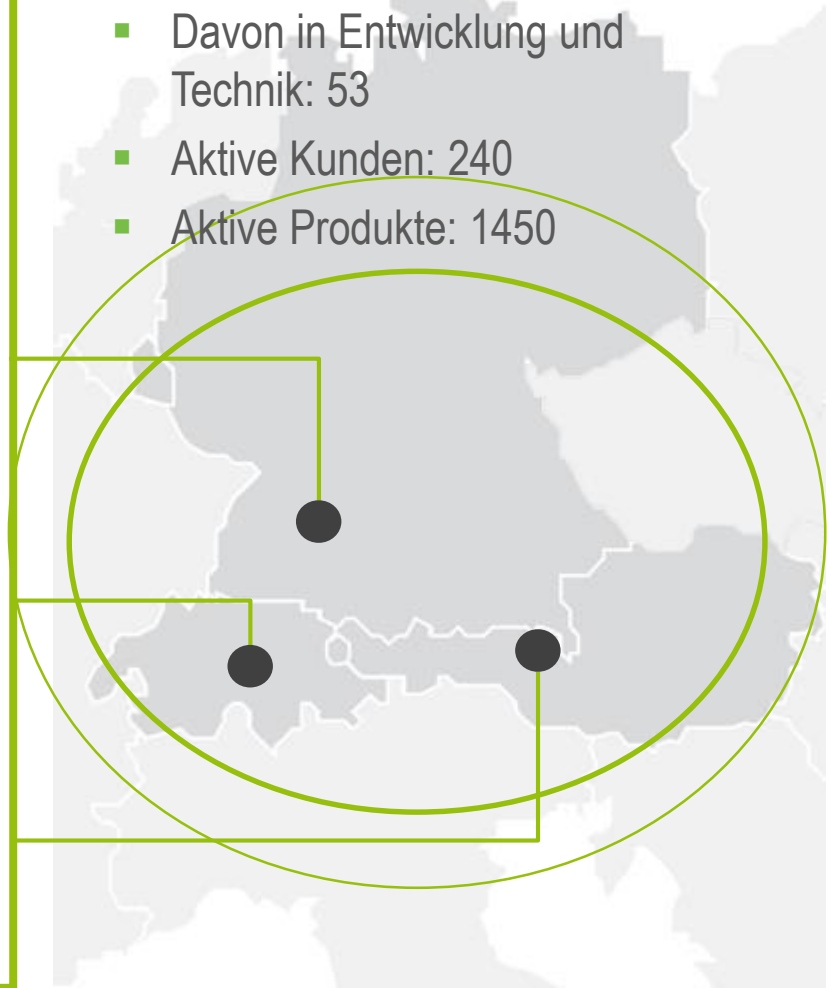 ▪ Davon in Entwicklung und
Technik: 53
▪ Aktive Kunden: 240
▪ Aktive Produkte: 1450